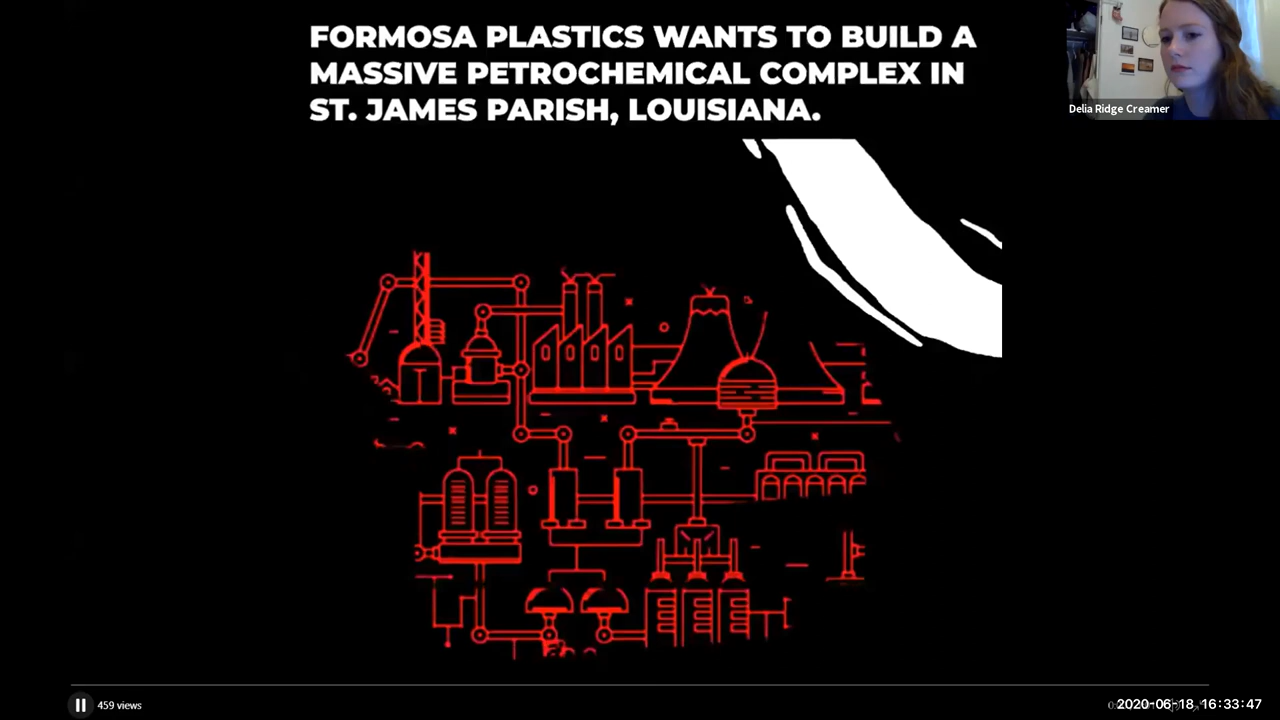 FORMOSA PLASTICS WANTS TO BUILD A
MASSIVE PETROCHEMICAL COMPLEX IN
ST. JAMES PARISH, LOUISIANA.
Delia Ridge Creamer
459 views
2020-06-18 16:33:47